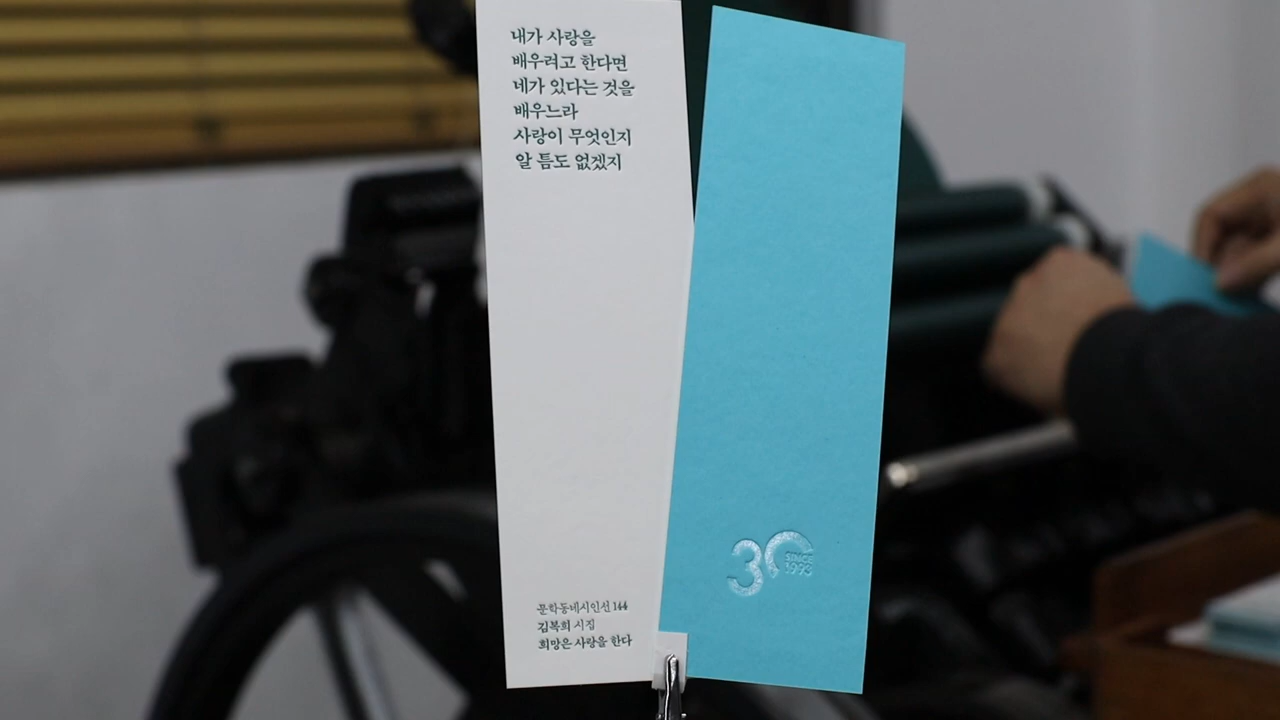 내가 사랑을
배우려고 한다면
네가 있다는 것을
배우느라
사랑이 무엇인지
알 틈도 없겠지
문학동네시인선 144
김복희 시집
희망은 사랑을 한다
30
SINCE
1993